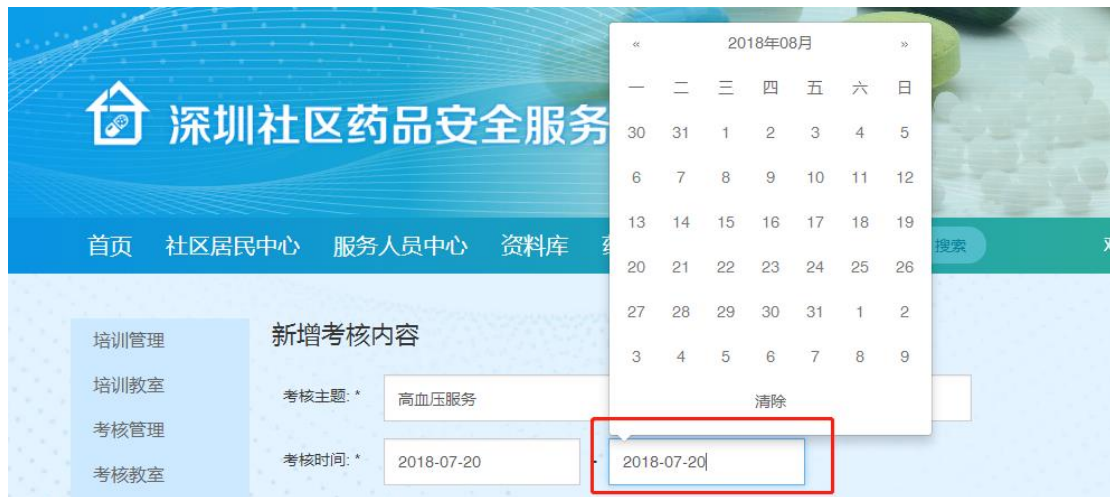 深圳社区药品安全服务
« 2018年08月 »
一 二 三 四 五 六 日
30 31 1 2 3 4 5
6 7 8 9 10 11 12
13 14 15 16 17 18 19
20 21 22 23 24 25 26
27 28 29 30 31 1 2
3 4 5 6 7 8 9
清除
首页 社区居民中心 服务人员中心 资料库 搜索
培训管理
培训教室
考核管理
考核教室
新增考核内容
考核主题: * 高血压服务
考核时间: * 2018-07-20 - 2018-07-20